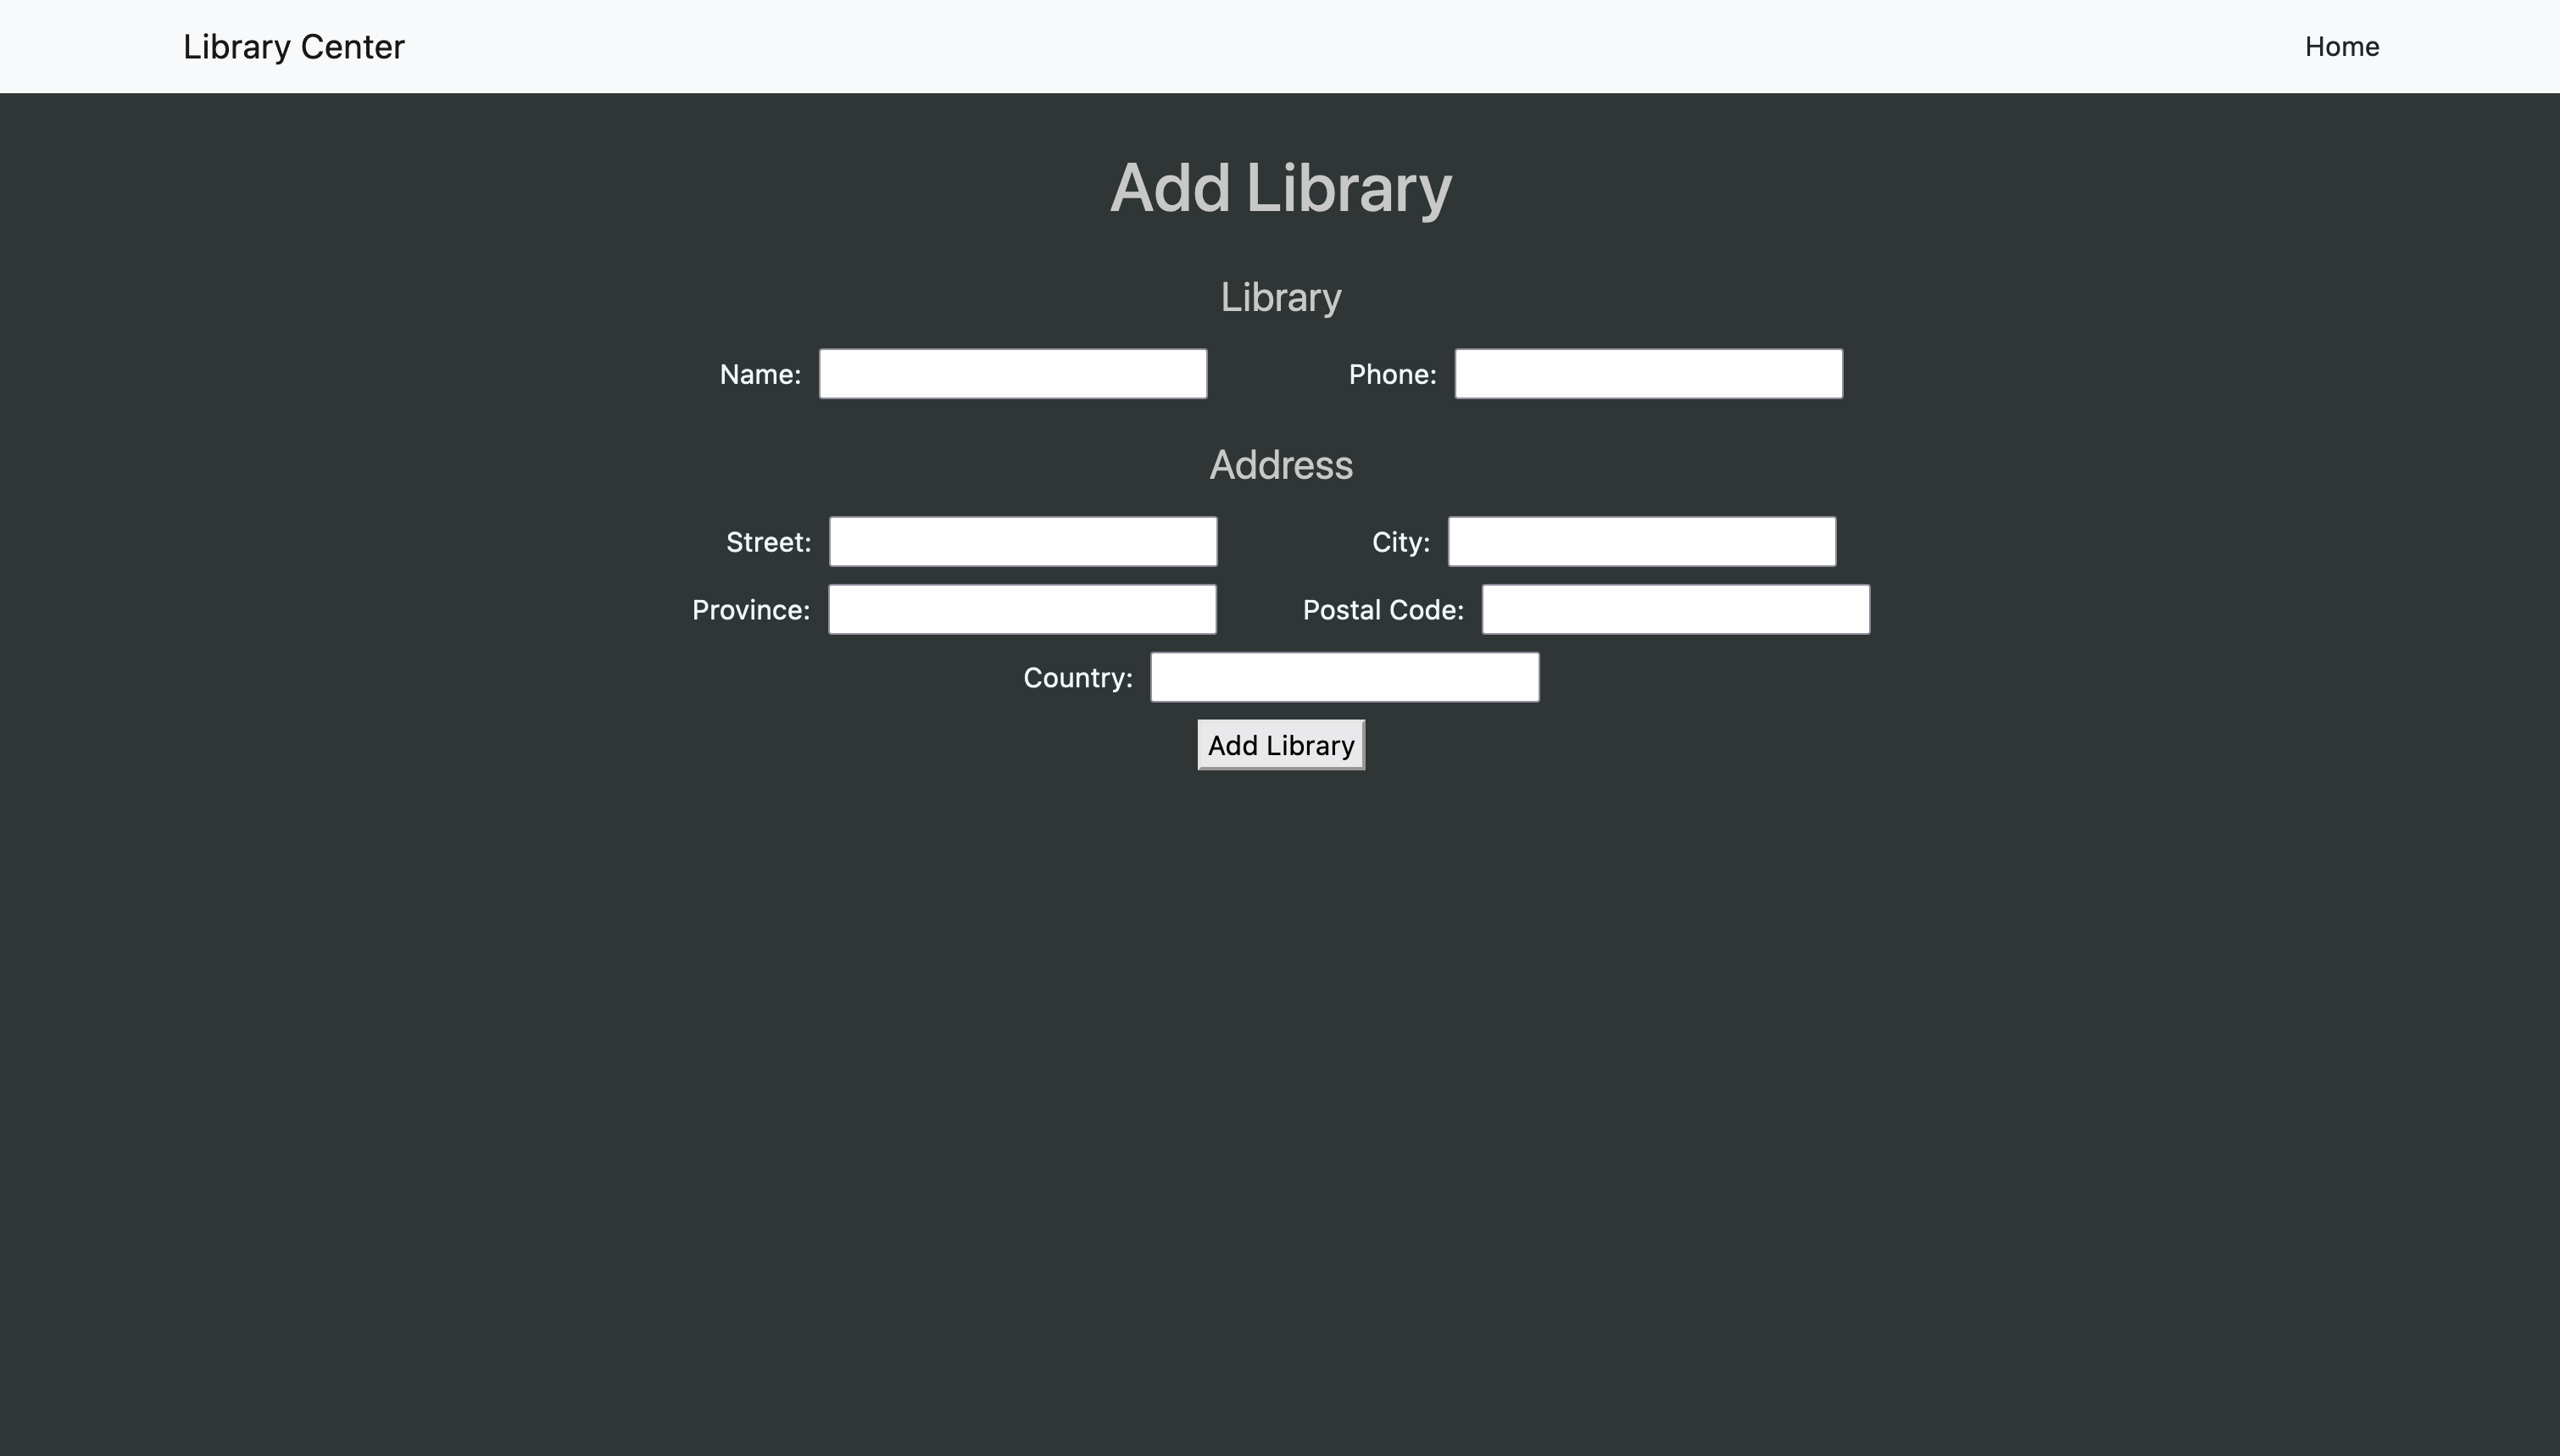 Library Center Home
Add Library
Library
Name: Phone:
Address
Street: City:
Province: Postal Code:
Country:
Add Library